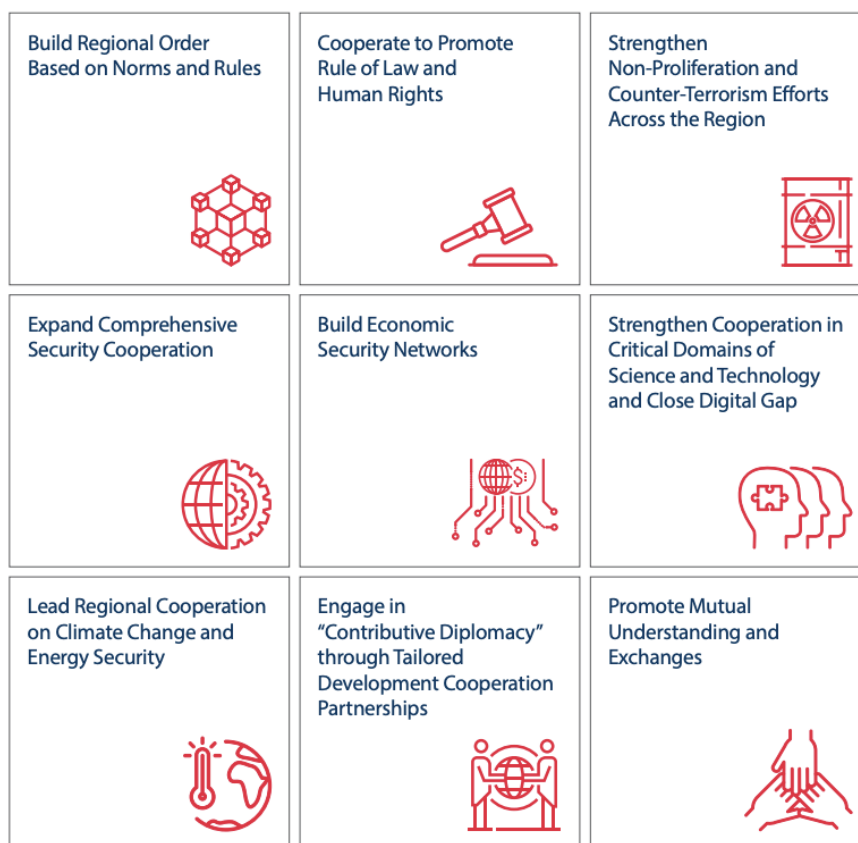 Build Regional Order
Based on Norms and Rules
Cooperate to Promote
Rule of Law and
Human Rights
Strengthen
Non-Proliferation and
Counter-Terrorism Efforts
Across the Region
Expand Comprehensive
Security Cooperation
Build Economic
Security Networks
$
Strengthen Cooperation in
Critical Domains of
Science and Technology
and Close Digital Gap
Lead Regional Cooperation
on Climate Change and
Energy Security
Engage in
“Contributive Diplomacy”
through Tailored
Development Cooperation
Partnerships
Promote Mutual
Understanding and
Exchanges